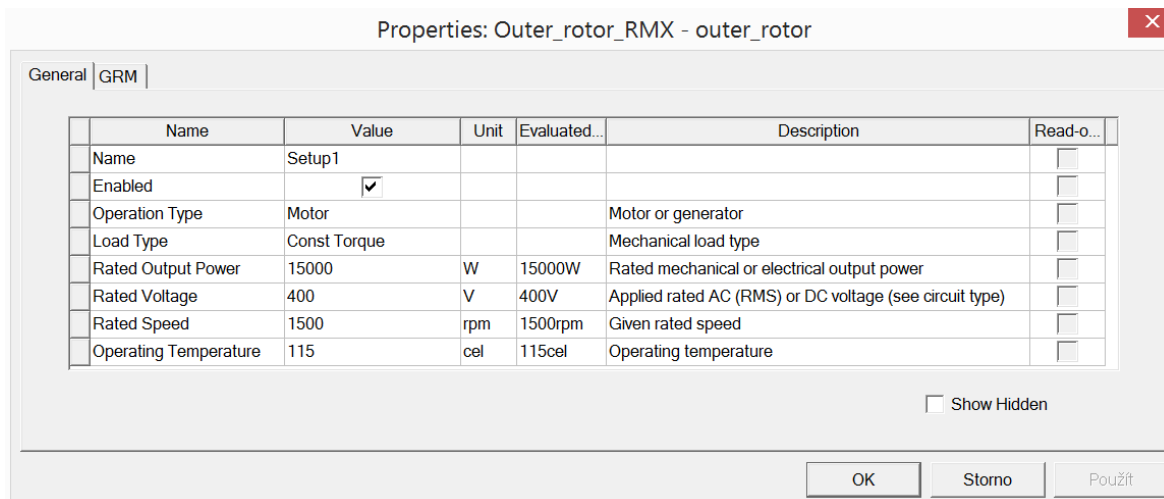 Properties: Outer_rotor_RMX - outer_rotor
General GRM
Name Value Unit Evaluated... Description Read-o...
Name Setup1
Enabled
Operation Type Motor Motor or generator
Load Type Const Torque Mechanical load type
Rated Output Power 15000 W 15000W Rated mechanical or electrical output power
Rated Voltage 400 V 400V Applied rated AC (RMS) or DC voltage (see circuit type)
Rated Speed 1500 rpm 1500rpm Given rated speed
Operating Temperature 115 cel 115cel Operating temperature
Show Hidden
OK Storno Použít